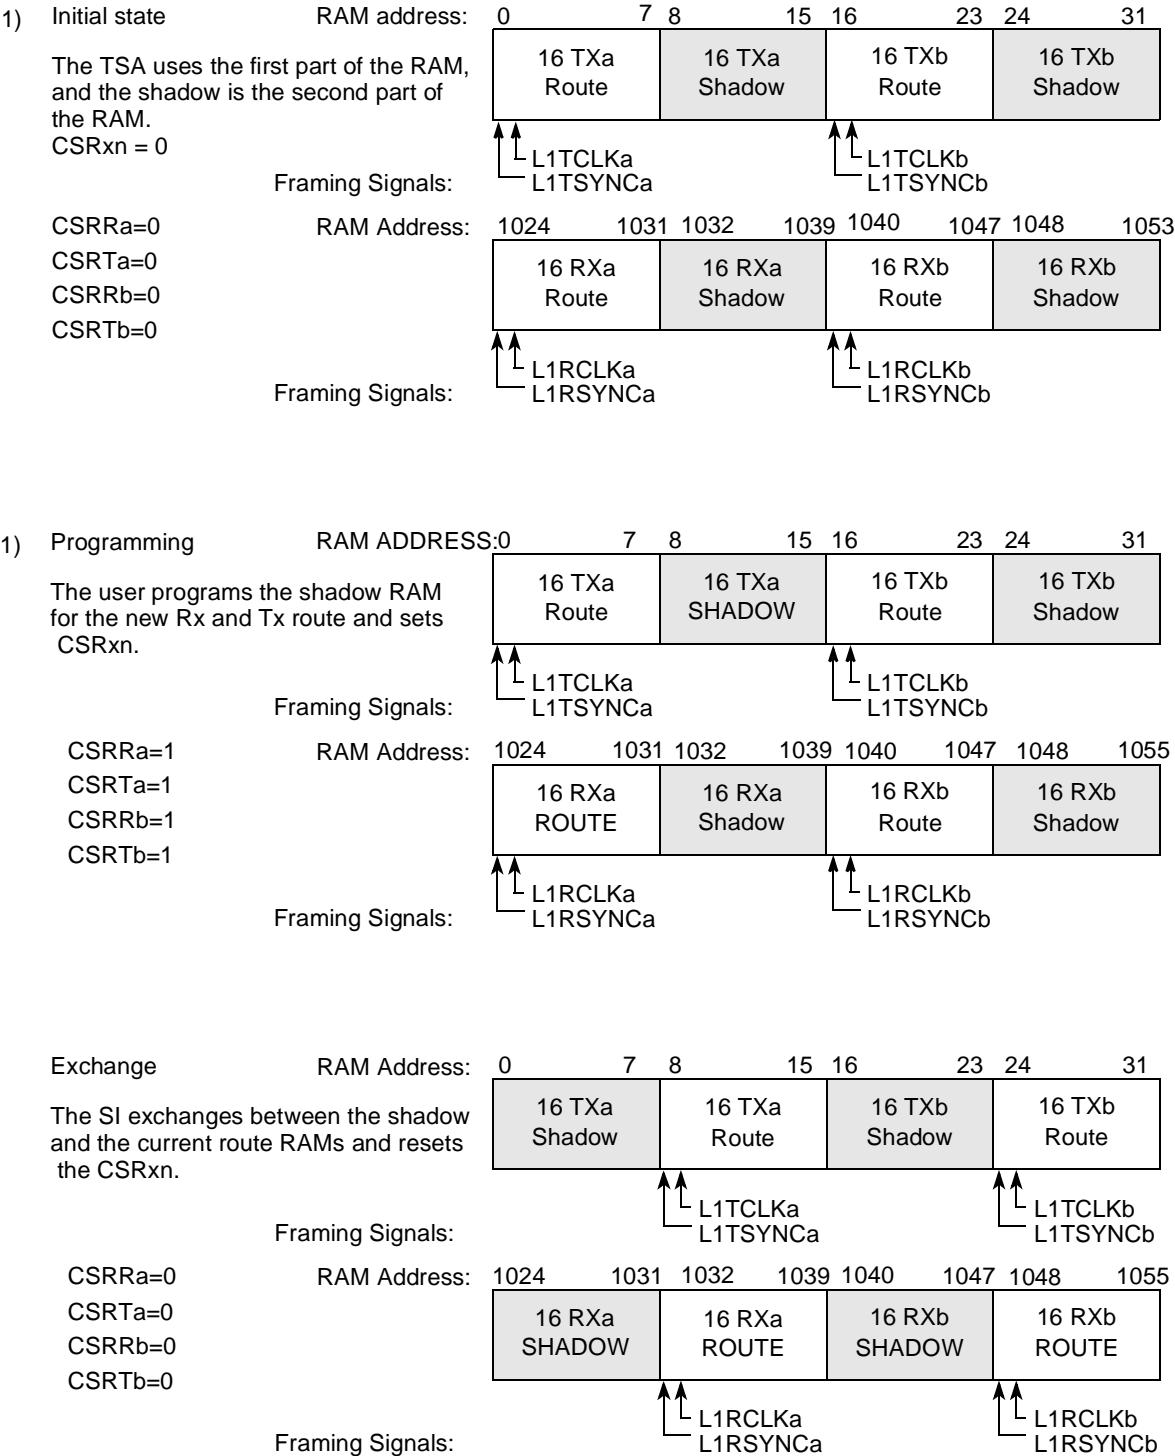 1) Initial state RAM address: 0 7 8 15 16 23 24 31
The TSA uses the first part of the RAM,
and the shadow is the second part of
the RAM.
CSRxn = 0
16 TXa Route
16 TXa Shadow
16 TXb Route
16 TXb Shadow
L1TCLKa L1TCLKb
Framing Signals: L1TSYNCa L1TSYNCb
CSRRa=0 RAM Address: 1024 1031 1032 1039 1040 1047 1048 1053
CSRTa=0
CSRRb=0
CSRTb=0
16 RXa Route
16 RXa Shadow
16 RXb Route
16 RXb Shadow
L1RCLKa L1RCLKb
Framing Signals: L1RSYNCa L1RSYNCb
1) Programming RAM ADDRESS:0 7 8 15 16 23 24 31
The user programs the shadow RAM
for the new Rx and Tx route and sets
CSRxn.
16 TXa Route
16 TXa SHADOW
16 TXb Route
16 TXb Shadow
L1TCLKa L1TCLKb
Framing Signals: L1TSYNCa L1TSYNCb
CSRRa=1 RAM Address: 1024 1031 1032 1039 1040 1047 1048 1055
CSRTa=1
CSRRb=1
CSRTb=1
16 RXa ROUTE
16 RXa Shadow
16 RXb Route
16 RXb Shadow
L1RCLKa L1RCLKb
Framing Signals: L1RSYNCa L1RSYNCb
Exchange RAM Address: 0 7 8 15 16 23 24 31
The SI exchanges between the shadow
and the current route RAMs and resets
the CSRxn.
16 TXa Shadow
16 TXa Route
16 TXb Shadow
16 TXb Route
L1TCLKa L1TCLKb
Framing Signals: L1TSYNCa L1TSYNCb
CSRRa=0 RAM Address: 1024 1031 1032 1039 1040 1047 1048 1055
CSRTa=0
CSRRb=0
CSRTb=0
16 RXa SHADOW
16 RXa ROUTE
16 RXb SHADOW
16 RXb ROUTE
L1RCLKa L1RCLKb
Framing Signals: L1RSYNCa L1RSYNCb